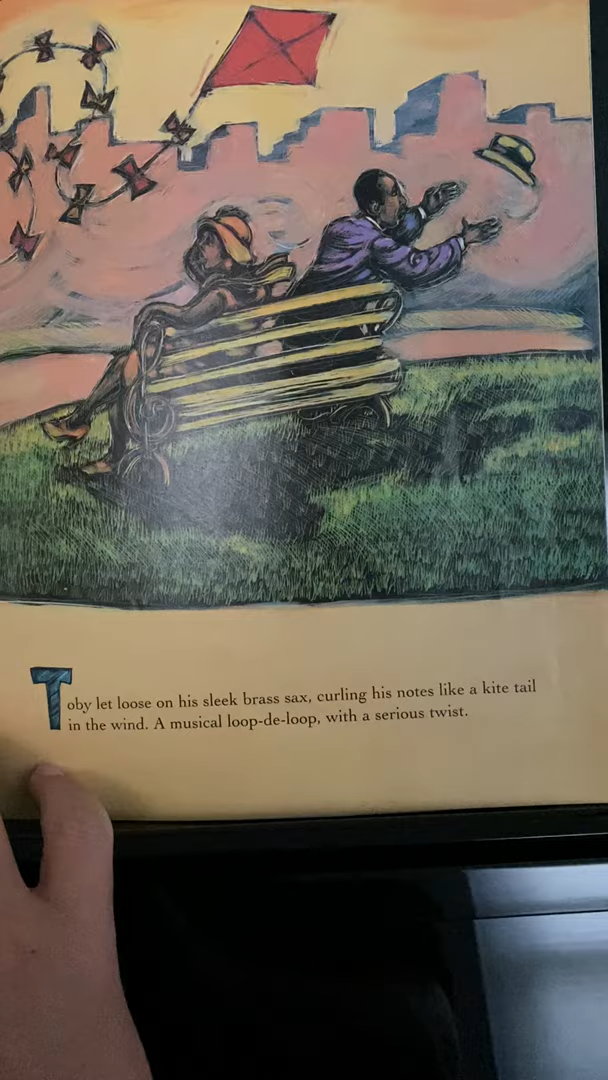 Toby let loose on his sleek brass sax, curling his notes like a kite tail
in the wind. A musical loop-de-loop, with a serious twist.